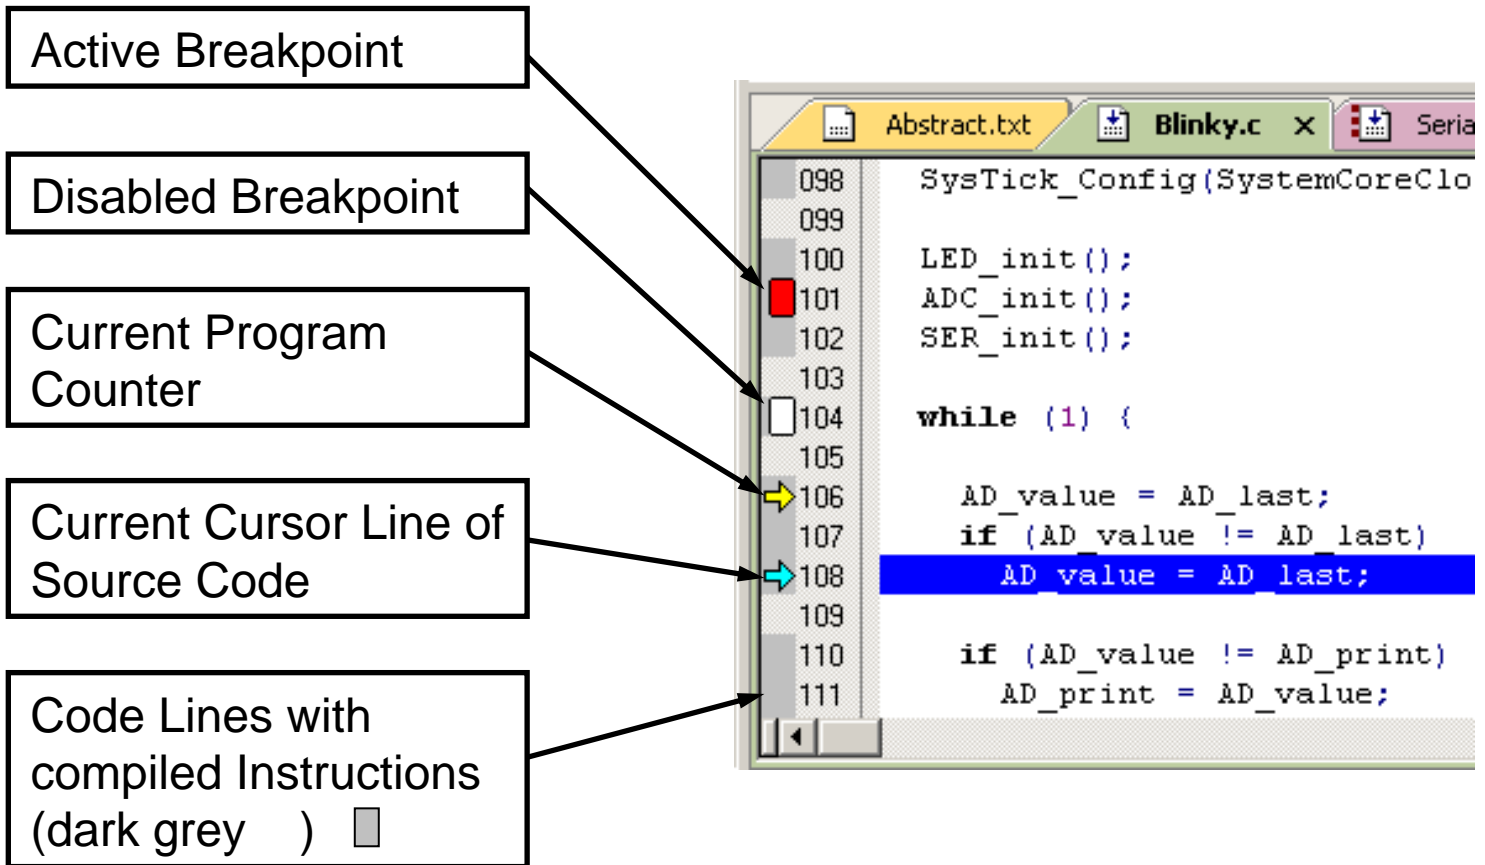 Active Breakpoint
Disabled Breakpoint
Current Program
Counter
Current Cursor Line of
Source Code
Code Lines with
compiled Instructions
(dark grey )
Abstract.txt Blinky.c x Seria
098 SysTick_Config(SystemCoreClo
099
100 LED_init();
101 ADC_init();
102 SER_init();
103
104 while (1) {
105
106 AD_value = AD_last;
107 if (AD_value != AD_last)
108 AD_value = AD_last;
109
110 if (AD_value != AD_print)
111 AD_print = AD_value;